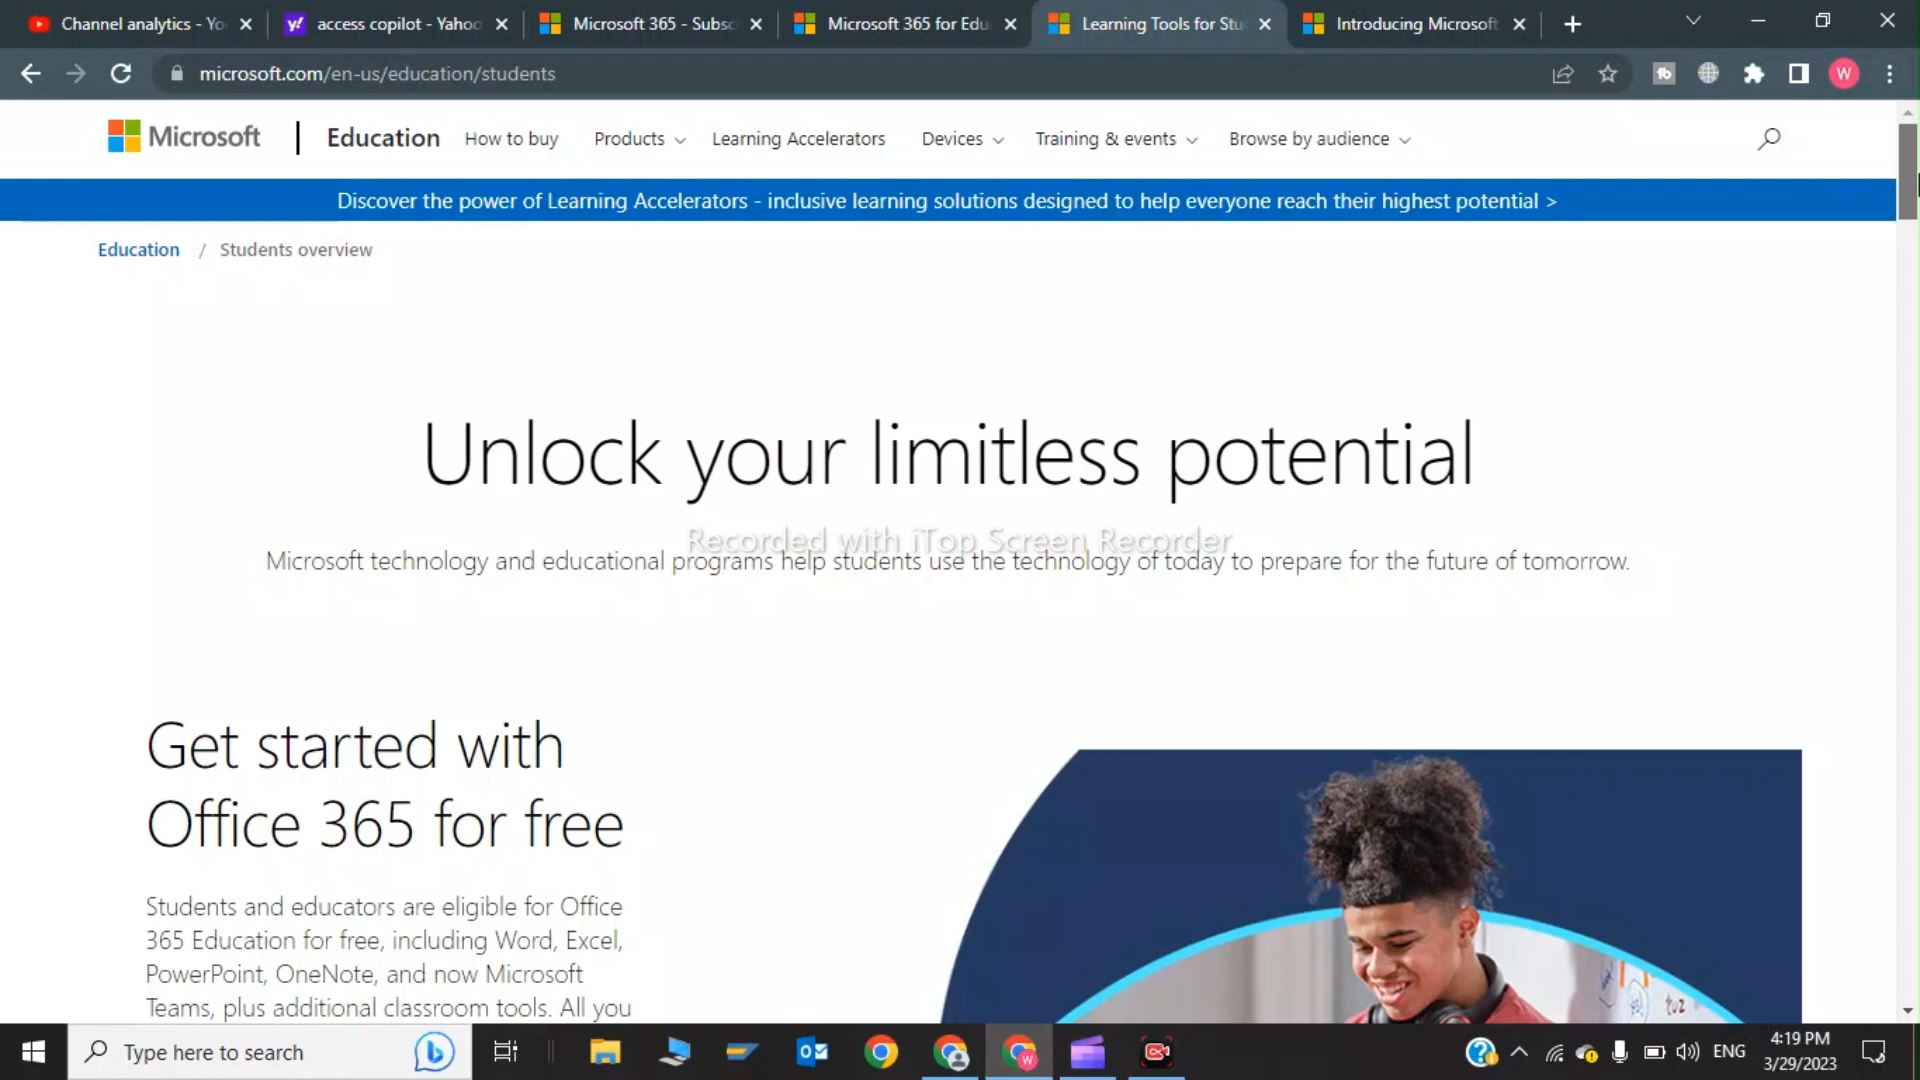 Channel analytics - Yo
access copilot - Yahoo
Microsoft 365 - Subsc
Microsoft 365 for Edu
Learning Tools for Stu
Introducing Microsoft
microsoft.com/en-us/education/students
W
Microsoft
Education
How to buy
Products
Learning Accelerators
Devices
Training & events
Browse by audience
Discover the power of Learning Accelerators - inclusive learning solutions designed to help everyone reach their highest potential >
Education / Students overview
Unlock your limitless potential
Recorded with iTop Screen Recorder
Microsoft technology and educational programs help students use the technology of today to prepare for the future of tomorrow.
Get started with
Office 365 for free
Students and educators are eligible for Office
365 Education for free, including Word, Excel,
PowerPoint, OneNote, and now Microsoft
Teams, plus additional classroom tools. All you
Type here to search
ENG
4:19 PM
3/29/2023